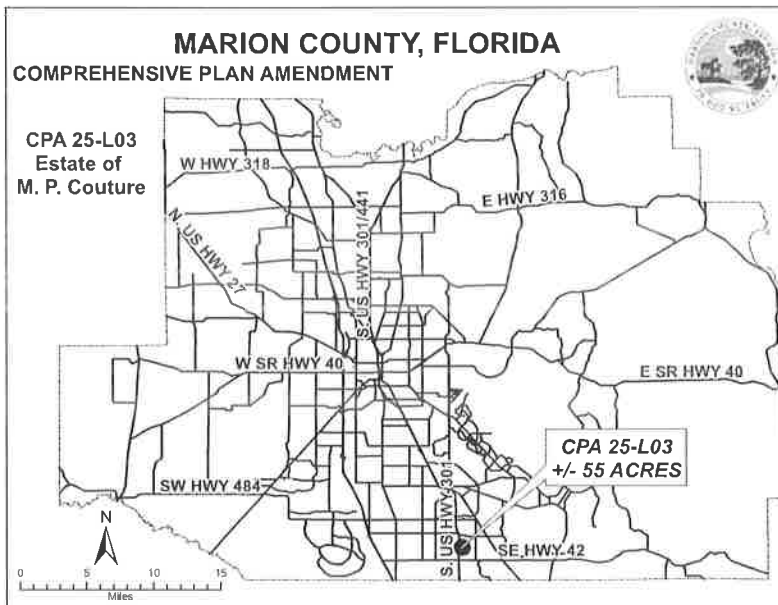 MARION COUNTY, FLORIDA
COMPREHENSIVE PLAN AMENDMENT
CPA 25-L03
Estate of
M. P. Couture
W HWY 318
E HWY 316
N. US HWY 27
S. US HWY 301/441
W SR HWY 40
E SR HWY 40
CPA 25-L03
+/- 55 ACRES
SW HWY 484
S. US HWY 301
SE HWY 42
N
0 5 10 15
Miles